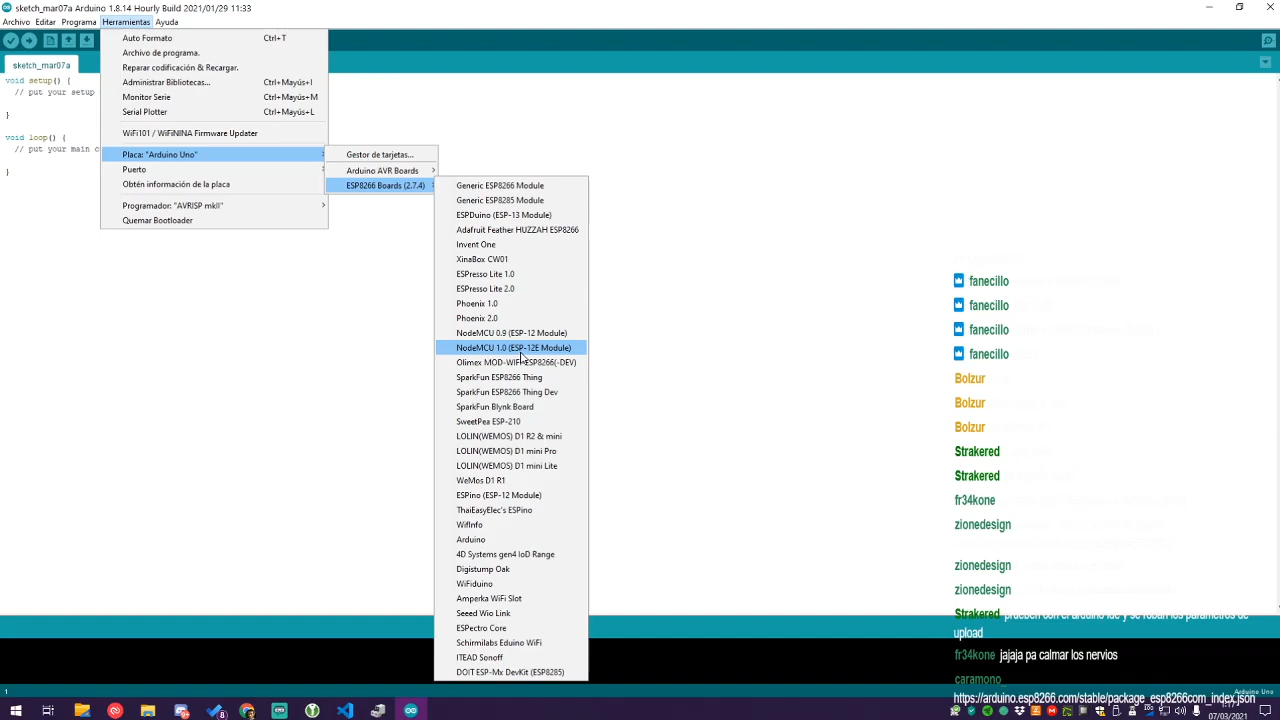 sketch_mar07a Arduino 1.8.14 Hourly Build 2021/01/29 11:33
Archivo Editar Programa Herramientas Ayuda
sketch_mar07a
void setup() {
// put your setup
}
void loop() {
// put your main c
}
Auto Formato Ctrl+T
Archivo de programa.
Reparar codificación & Recargar.
Administrar Bibliotecas... Ctrl+Mayús+I
Monitor Serie Ctrl+Mayús+M
Serial Plotter Ctrl+Mayús+L
WiFi101 / WiFiNINA Firmware Updater
Placa: "Arduino Uno"
Puerto
Obtén información de la placa
Programador: "AVRISP mkII"
Quemar Bootloader
Gestor de tarjetas...
Arduino AVR Boards
ESP8266 Boards (2.7.4)
Generic ESP8266 Module
Generic ESP8285 Module
ESPDuino (ESP-13 Module)
Adafruit Feather HUZZAH ESP8266
Invent One
XinaBox CW01
ESPresso Lite 1.0
ESPresso Lite 2.0
Phoenix 1.0
Phoenix 2.0
NodeMCU 0.9 (ESP-12 Module)
NodeMCU 1.0 (ESP-12E Module)
Olimex MOD-WIFI-ESP8266(-DEV)
SparkFun ESP8266 Thing
SparkFun ESP8266 Thing Dev
SparkFun Blynk Board
SweetPea ESP-210
LOLIN(WEMOS) D1 R2 & mini
LOLIN(WEMOS) D1 mini Pro
LOLIN(WEMOS) D1 mini Lite
WeMos D1 R1
ESPino (ESP-12 Module)
ThaiEasyElec's ESPino
WifInfo
Arduino
4D Systems gen4 IoD Range
Digistump Oak
WiFiduino
Amperka WiFi Slot
Seeed Wio Link
ESPectro Core
Schirmilabs Eduino WiFi
ITEAD Sonoff
DOIT ESP-Mx DevKit (ESP8285)
fanecillo
fanecillo
fanecillo
fanecillo
Bolzur
Bolzur
Bolzur
Strakered
Strakered
fr34kone
zionedesign
zionedesign
zionedesign
Strakered prueben con el arduino ide y se roban los parametros de
upload
fr34kone jajaja pa calmar los nervios
caramono_
https://arduino.esp8266.com/stable/package_esp8266com_index.json
1
Arduino Uno
07/03/2021